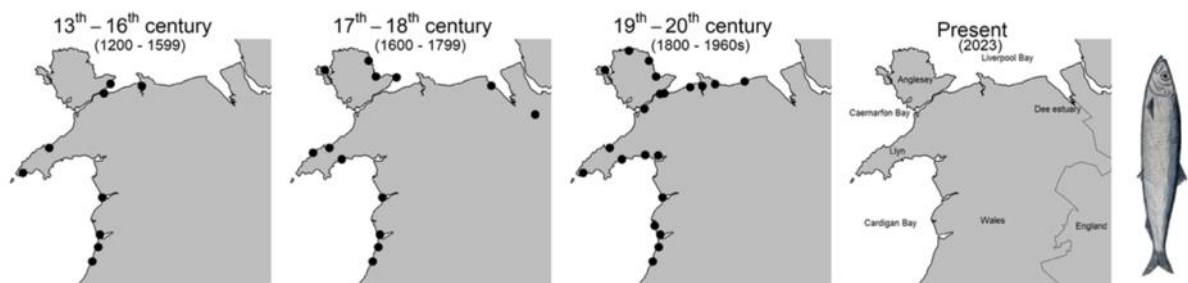 13th – 16th century
(1200 - 1599)
17th – 18th century
(1600 - 1799)
19th – 20th century
(1800 - 1960s)
Present
(2023)
Liverpool Bay
Anglesey
Dee estuary
Caernarfon Bay
Llyn
Cardigan Bay
Wales
England